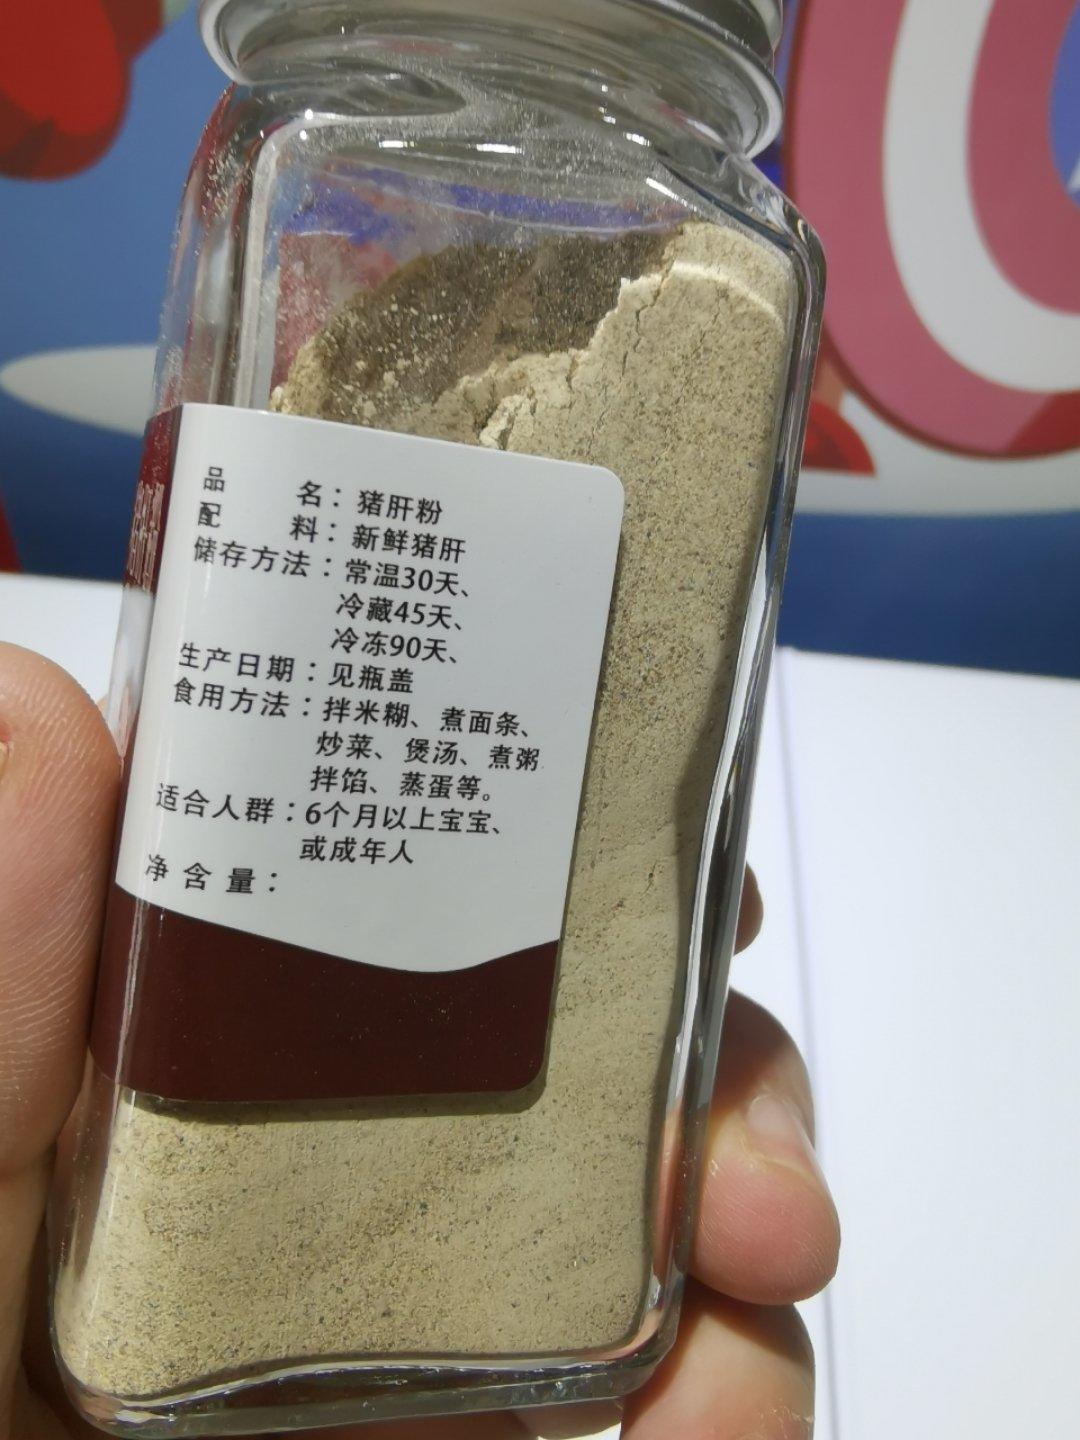 品 名：猪肝粉
配 料：新鲜猪肝
储存方法：常温30天、
冷藏45天、
冷冻90天、
生产日期：见瓶盖
食用方法：拌米糊、煮面条、
炒菜、煲汤、煮粥
拌馅、蒸蛋等。
适合人群：6个月以上宝宝、
或成年人
净 含 量：